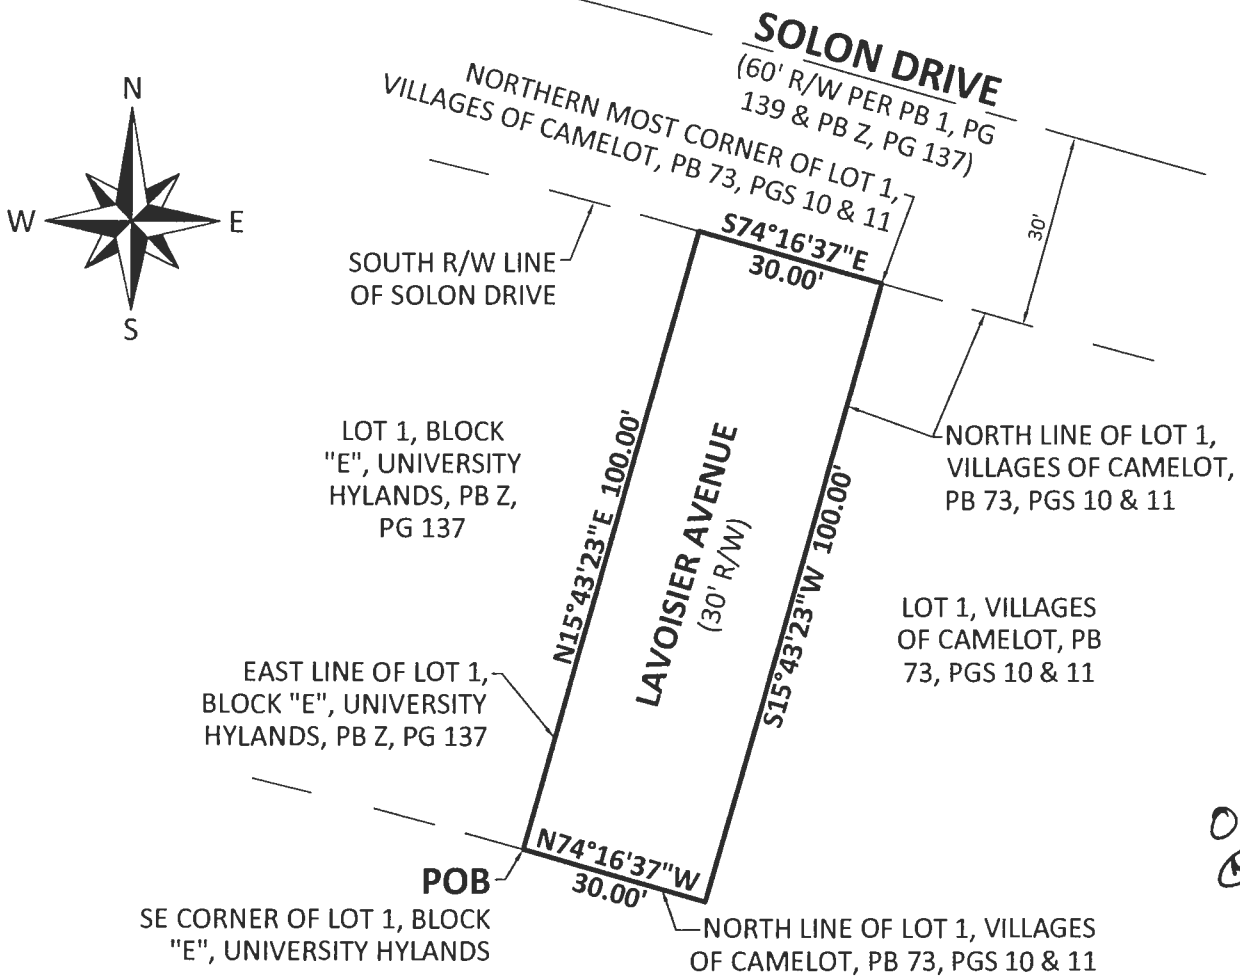 SOLON DRIVE
(60' R/W PER PB 1, PG
139 & PB Z, PG 137)
NORTHERN MOST CORNER OF LOT 1,
VILLAGES OF CAMELOT, PB 73, PGS 10 & 11
N
W
E
S
30'
S74°16'37"E
30.00'
SOUTH R/W LINE
OF SOLON DRIVE
LOT 1, BLOCK
"E", UNIVERSITY
HYLANDS, PB Z,
PG 137
N15°43'23"E 100.00'
LAVOISIER AVENUE
(30' R/W)
S15°43'23"W 100.00'
NORTH LINE OF LOT 1,
VILLAGES OF CAMELOT,
PB 73, PGS 10 & 11
LOT 1, VILLAGES
OF CAMELOT, PB
73, PGS 10 & 11
EAST LINE OF LOT 1,
BLOCK "E", UNIVERSITY
HYLANDS, PB Z, PG 137
N74°16'37"W
30.00'
POB
SE CORNER OF LOT 1, BLOCK
"E", UNIVERSITY HYLANDS
NORTH LINE OF LOT 1, VILLAGES
OF CAMELOT, PB 73, PGS 10 & 11